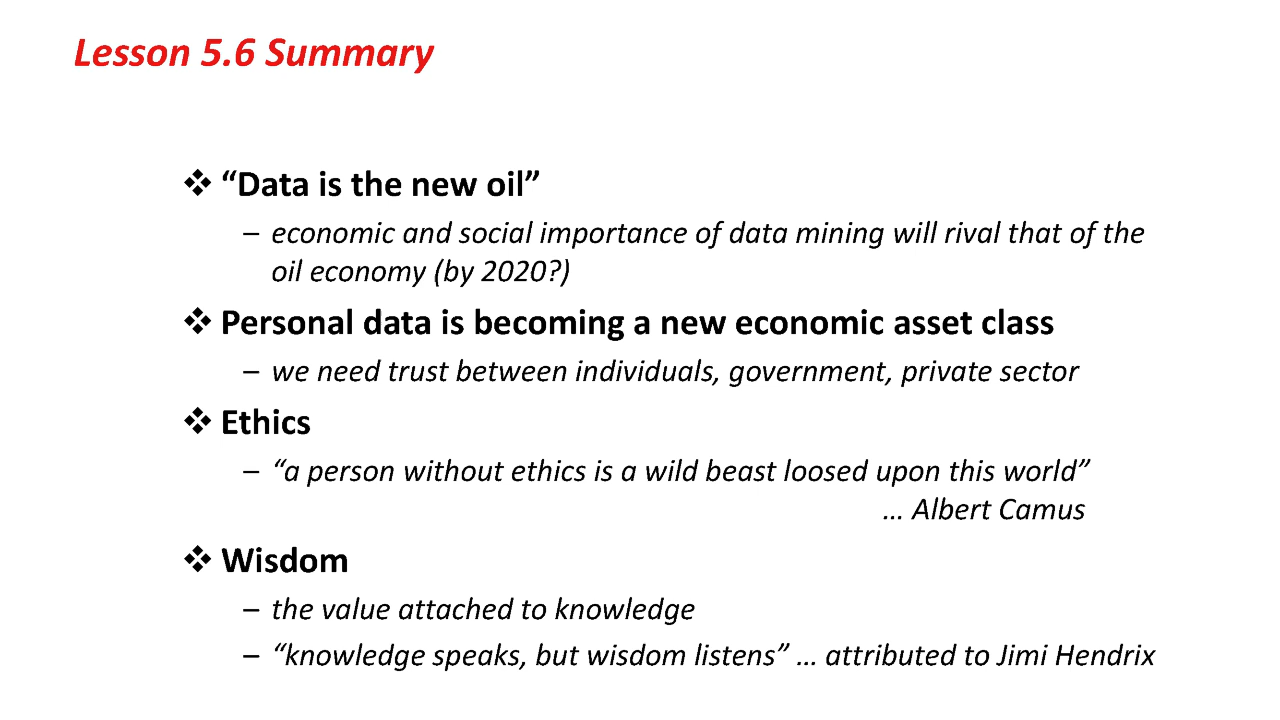 Lesson 5.6 Summary
❖ “Data is the new oil”
– economic and social importance of data mining will rival that of the
oil economy (by 2020?)
❖ Personal data is becoming a new economic asset class
– we need trust between individuals, government, private sector
❖ Ethics
– “a person without ethics is a wild beast loosed upon this world”
… Albert Camus
❖ Wisdom
– the value attached to knowledge
– “knowledge speaks, but wisdom listens” … attributed to Jimi Hendrix